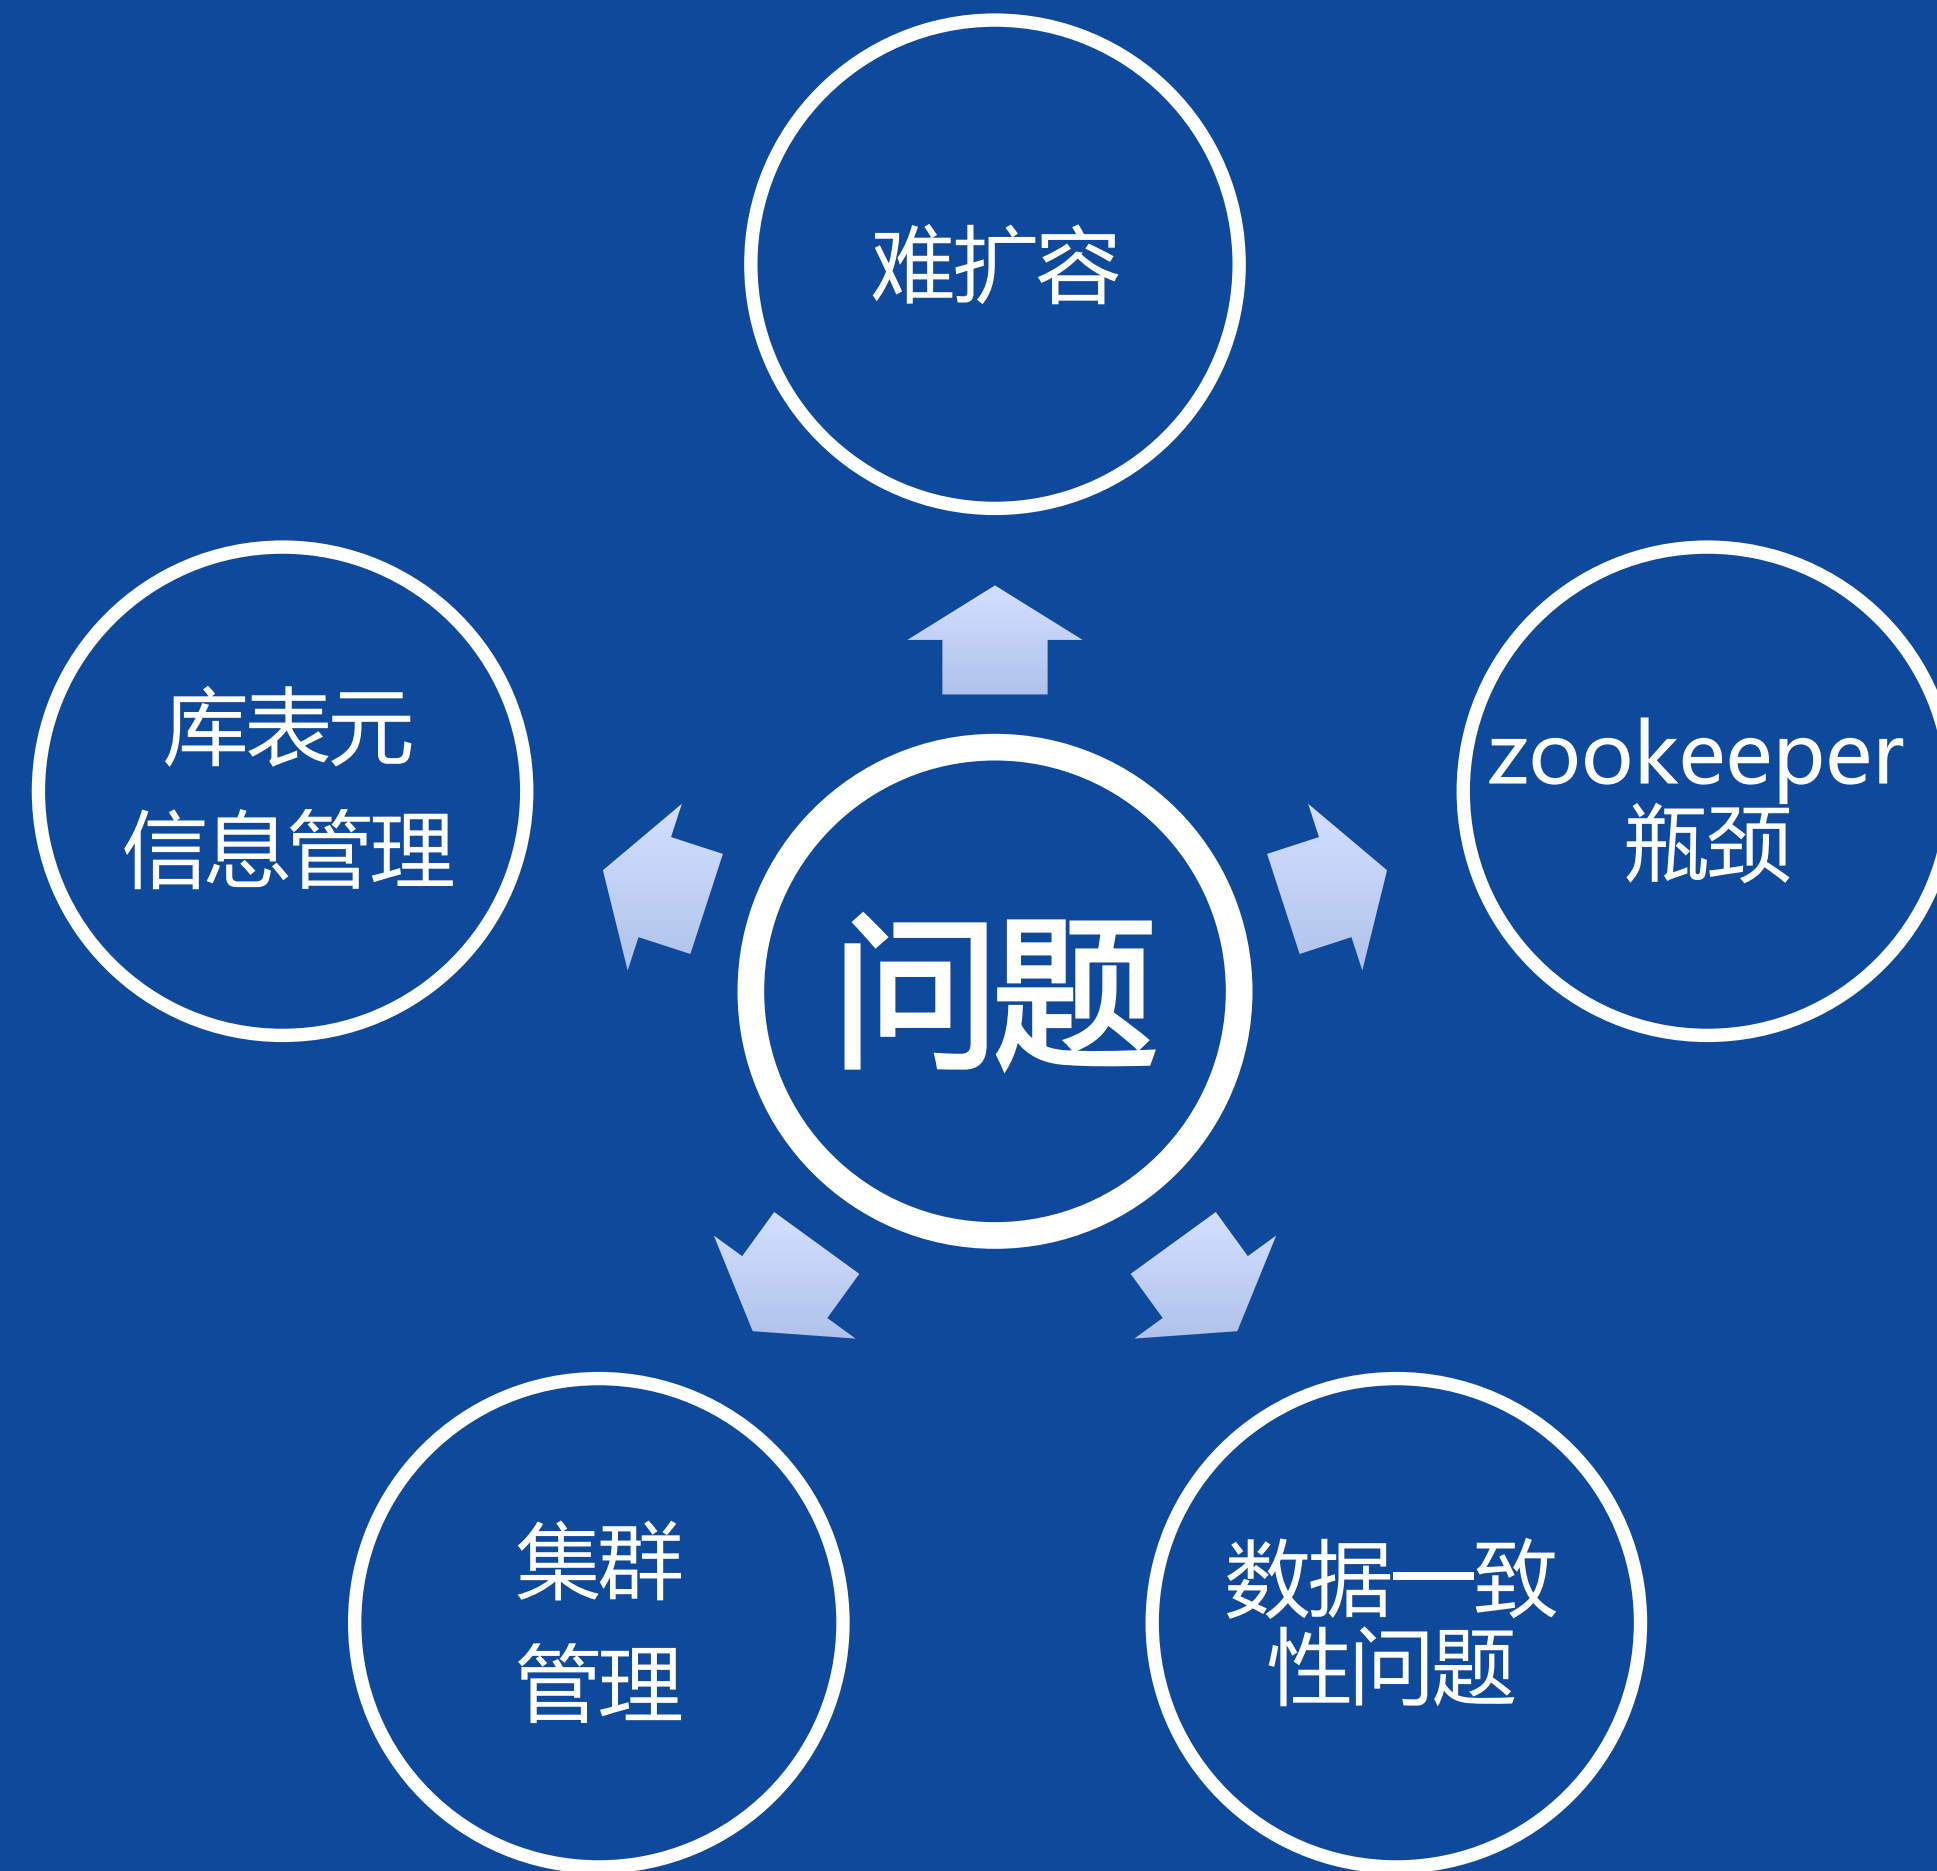 难扩容
库表元
信息管理
zookeeper
瓶颈
问题
集群
管理
数据一致
性问题